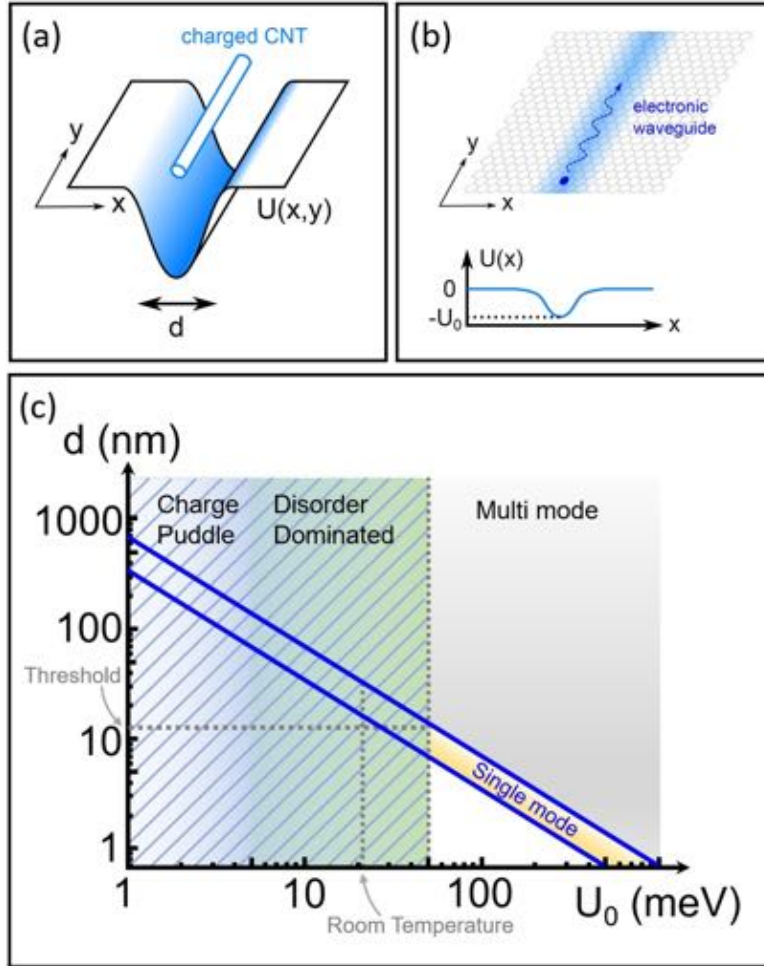 (a)
charged CNT
y
x
U(x,y)
d
(b)
electronic
waveguide
y
x
U(x)
0
-U₀
x
(c)
d (nm)
Charge
Puddle
Disorder
Dominated
Multi mode
1000
100
Threshold
10
Single mode
1
1
10
100
U₀ (meV)
Room Temperature